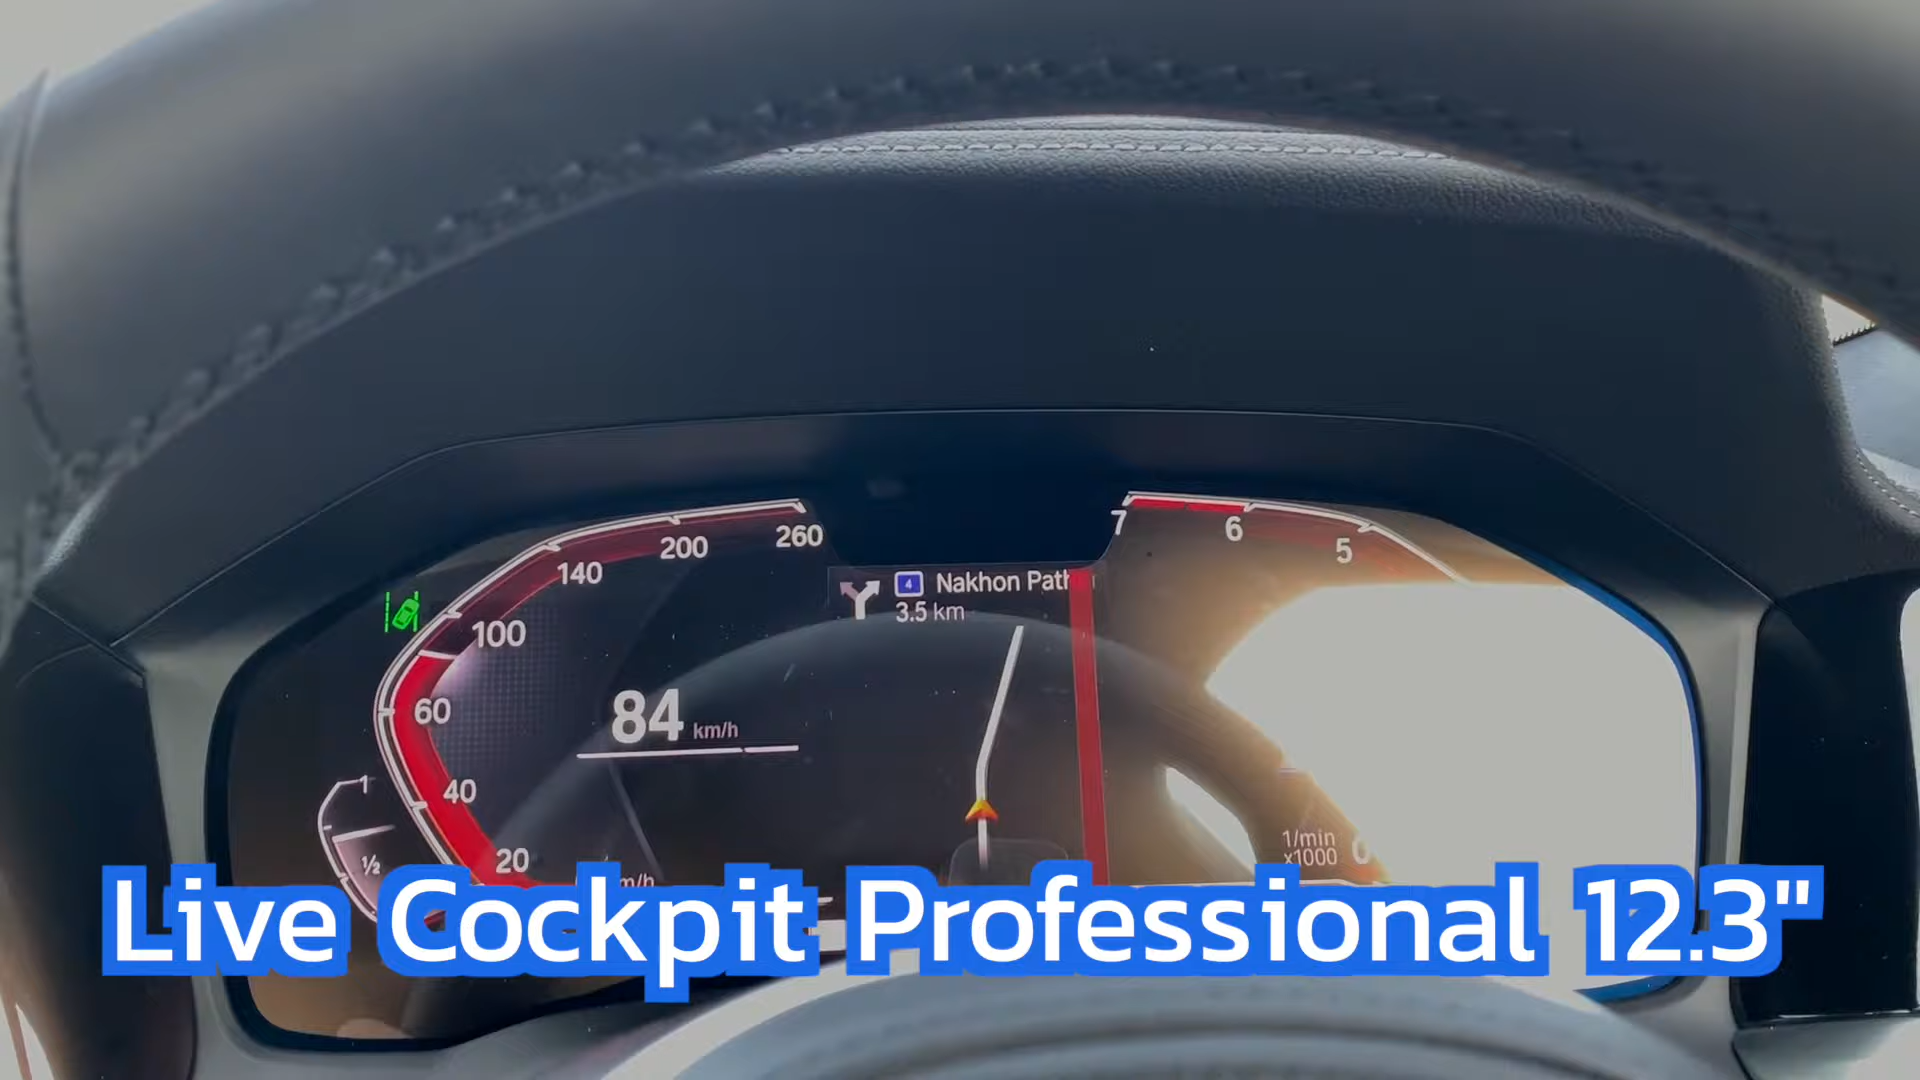 260
200
140
100
60
40
20
7
6
5
4 Nakhon Path
3.5 km
84 km/h
1
½
1/min
x1000
0
Live Cockpit Professional 12.3"